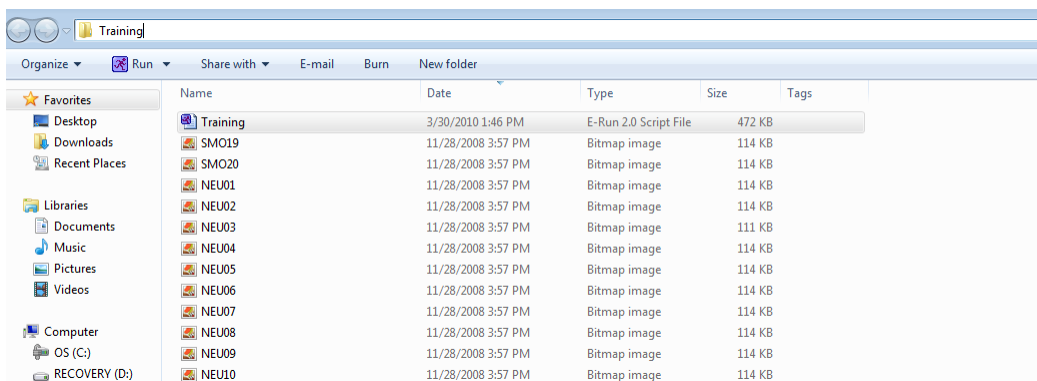 Training
Organize Run Share with E-mail Burn New folder
Favorites
Desktop
Downloads
Recent Places
Libraries
Documents
Music
Pictures
Videos
Computer
OS (C:)
RECOVERY (D:)
Name Date Type Size Tags
Training 3/30/2010 1:46 PM E-Run 2.0 Script File 472 KB
SMO19 11/28/2008 3:57 PM Bitmap image 114 KB
SMO20 11/28/2008 3:57 PM Bitmap image 114 KB
NEU01 11/28/2008 3:57 PM Bitmap image 114 KB
NEU02 11/28/2008 3:57 PM Bitmap image 114 KB
NEU03 11/28/2008 3:57 PM Bitmap image 111 KB
NEU04 11/28/2008 3:57 PM Bitmap image 114 KB
NEU05 11/28/2008 3:57 PM Bitmap image 114 KB
NEU06 11/28/2008 3:57 PM Bitmap image 114 KB
NEU07 11/28/2008 3:57 PM Bitmap image 114 KB
NEU08 11/28/2008 3:57 PM Bitmap image 114 KB
NEU09 11/28/2008 3:57 PM Bitmap image 114 KB
NEU10 11/28/2008 3:57 PM Bitmap image 114 KB